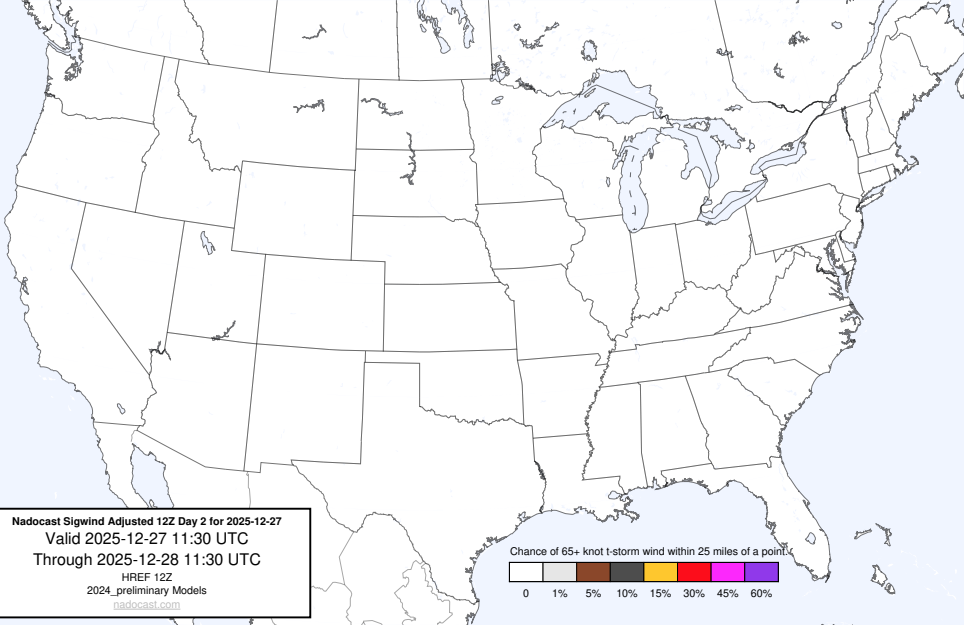 Nadocast Sigwind Adjusted 12Z Day 2 for 2025-12-27
Valid 2025-12-27 11:30 UTC
Through 2025-12-28 11:30 UTC
HREF 12Z
2024_preliminary Models
nadocast.com
Chance of 65+ knot t-storm wind within 25 miles of a point.
0 1% 5% 10% 15% 30% 45% 60%